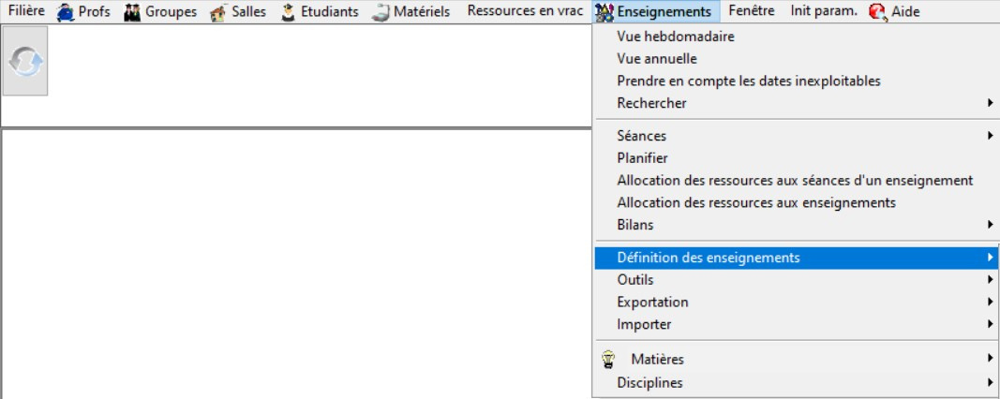 Filière Profs Groupes Salles Etudiants Matériels Ressources en vrac Enseignements Fenêtre Init param. Aide
Vue hebdomadaire
Vue annuelle
Prendre en compte les dates inexploitables
Rechercher
Séances
Planifier
Allocation des ressources aux séances d'un enseignement
Allocation des ressources aux enseignements
Bilans
Définition des enseignements
Outils
Exportation
Importer
Matières
Disciplines